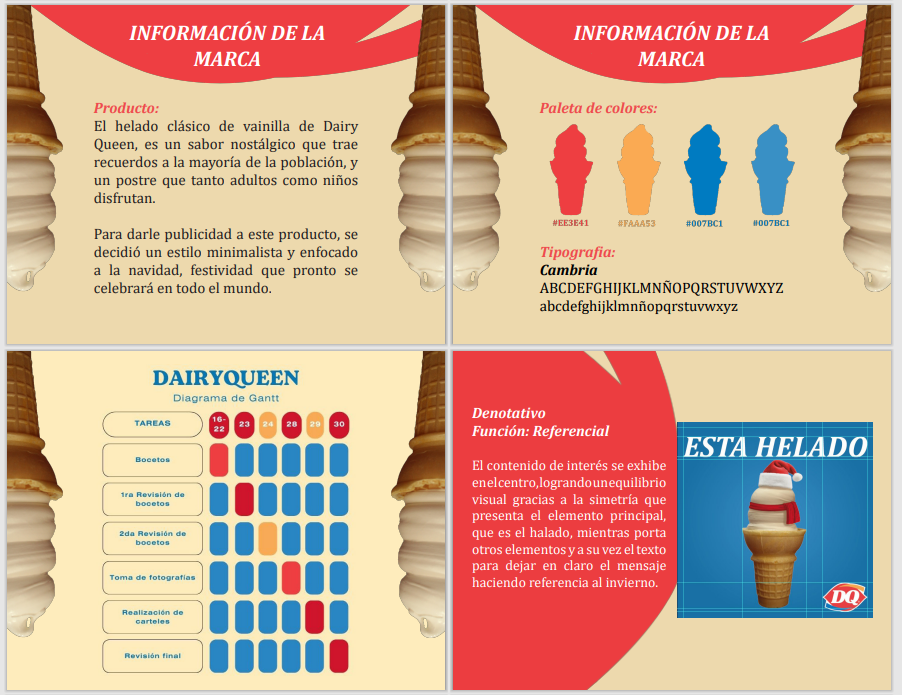 INFORMACIÓN DE LA
MARCA
Producto:
El helado clásico de vainilla de Dairy
Queen, es un sabor nostálgico que trae
recuerdos a la mayoría de la población, y
un postre que tanto adultos como niños
disfrutan.
Para darle publicidad a este producto, se
decidió un estilo minimalista y enfocado
a la navidad, festividad que pronto se
celebrará en todo el mundo.
INFORMACIÓN DE LA
MARCA
Paleta de colores:
#EE3E41 #FAAA53 #007BC1 #007BC1
Tipografia:
Cambria
ABCDEFGHIJKLMNÑOPQRSTUVWXYZ
abcdefghijklmnñopqrstuvwxyz
DAIRYQUEEN
Diagrama de Gantt
TAREAS 16-22 23 24 28 29 30
Bocetos
1ra Revisión de
bocetos
2da Revisión de
bocetos
Toma de fotografías
Realización de
carteles
Revisión final
Denotativo
Función: Referencial
El contenido de interés se exhibe
en el centro, logrando un equilibrio
visual gracias a la simetría que
presenta el elemento principal,
que es el halado, mientras porta
otros elementos y a su vez el texto
para dejar en claro el mensaje
haciendo referencia al invierno.
ESTA HELADO
DQ